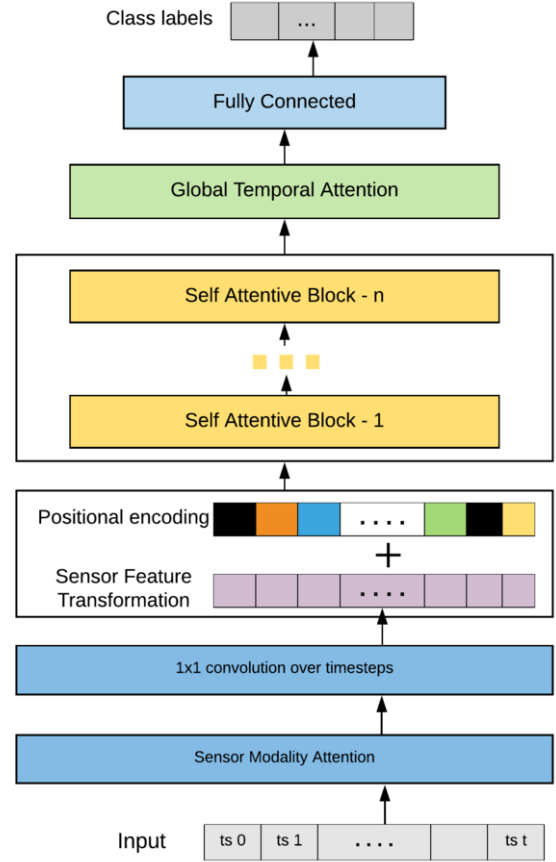 Class labels
...
Fully Connected
Global Temporal Attention
Self Attentive Block - n
Self Attentive Block - 1
Positional encoding
. . . .
+
Sensor Feature
Transformation
. . . .
1x1 convolution over timesteps
Sensor Modality Attention
Input ts 0 ts 1 . . . . ts t